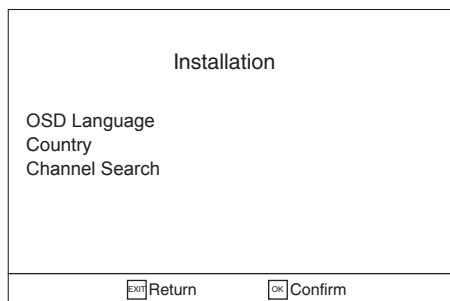 Installation
OSD Language
Country
Channel Search
EXIT Return OK Confirm